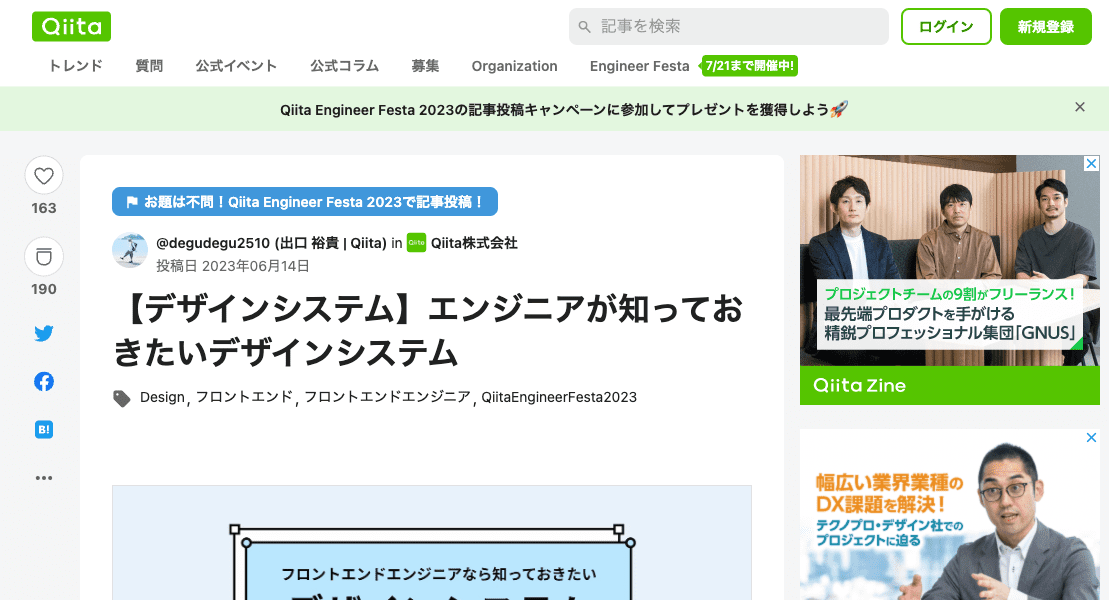 Qiita
記事を検索
ログイン
新規登録
トレンド 質問 公式イベント 公式コラム 募集 Organization Engineer Festa 7/21まで開催中!
Qiita Engineer Festa 2023の記事投稿キャンペーンに参加してプレゼントを獲得しよう🚀
163
190
B!
お題は不問！Qiita Engineer Festa 2023で記事投稿！
@degudegu2510 (出口 裕貴 | Qiita) in Qiita Qiita株式会社
投稿日 2023年06月14日
【デザインシステム】エンジニアが知ってお
きたいデザインシステム
Design, フロントエンド, フロントエンドエンジニア, QiitaEngineerFesta2023
フロントエンドエンジニアなら知っておきたい
プロジェクトチームの9割がフリーランス！
最先端プロダクトを手がける
精鋭プロフェッショナル集団「GNUS」
Qiita Zine
幅広い業界業種の
DX課題を解決！
テクノプロ・デザイン社での
プロジェクトに迫る